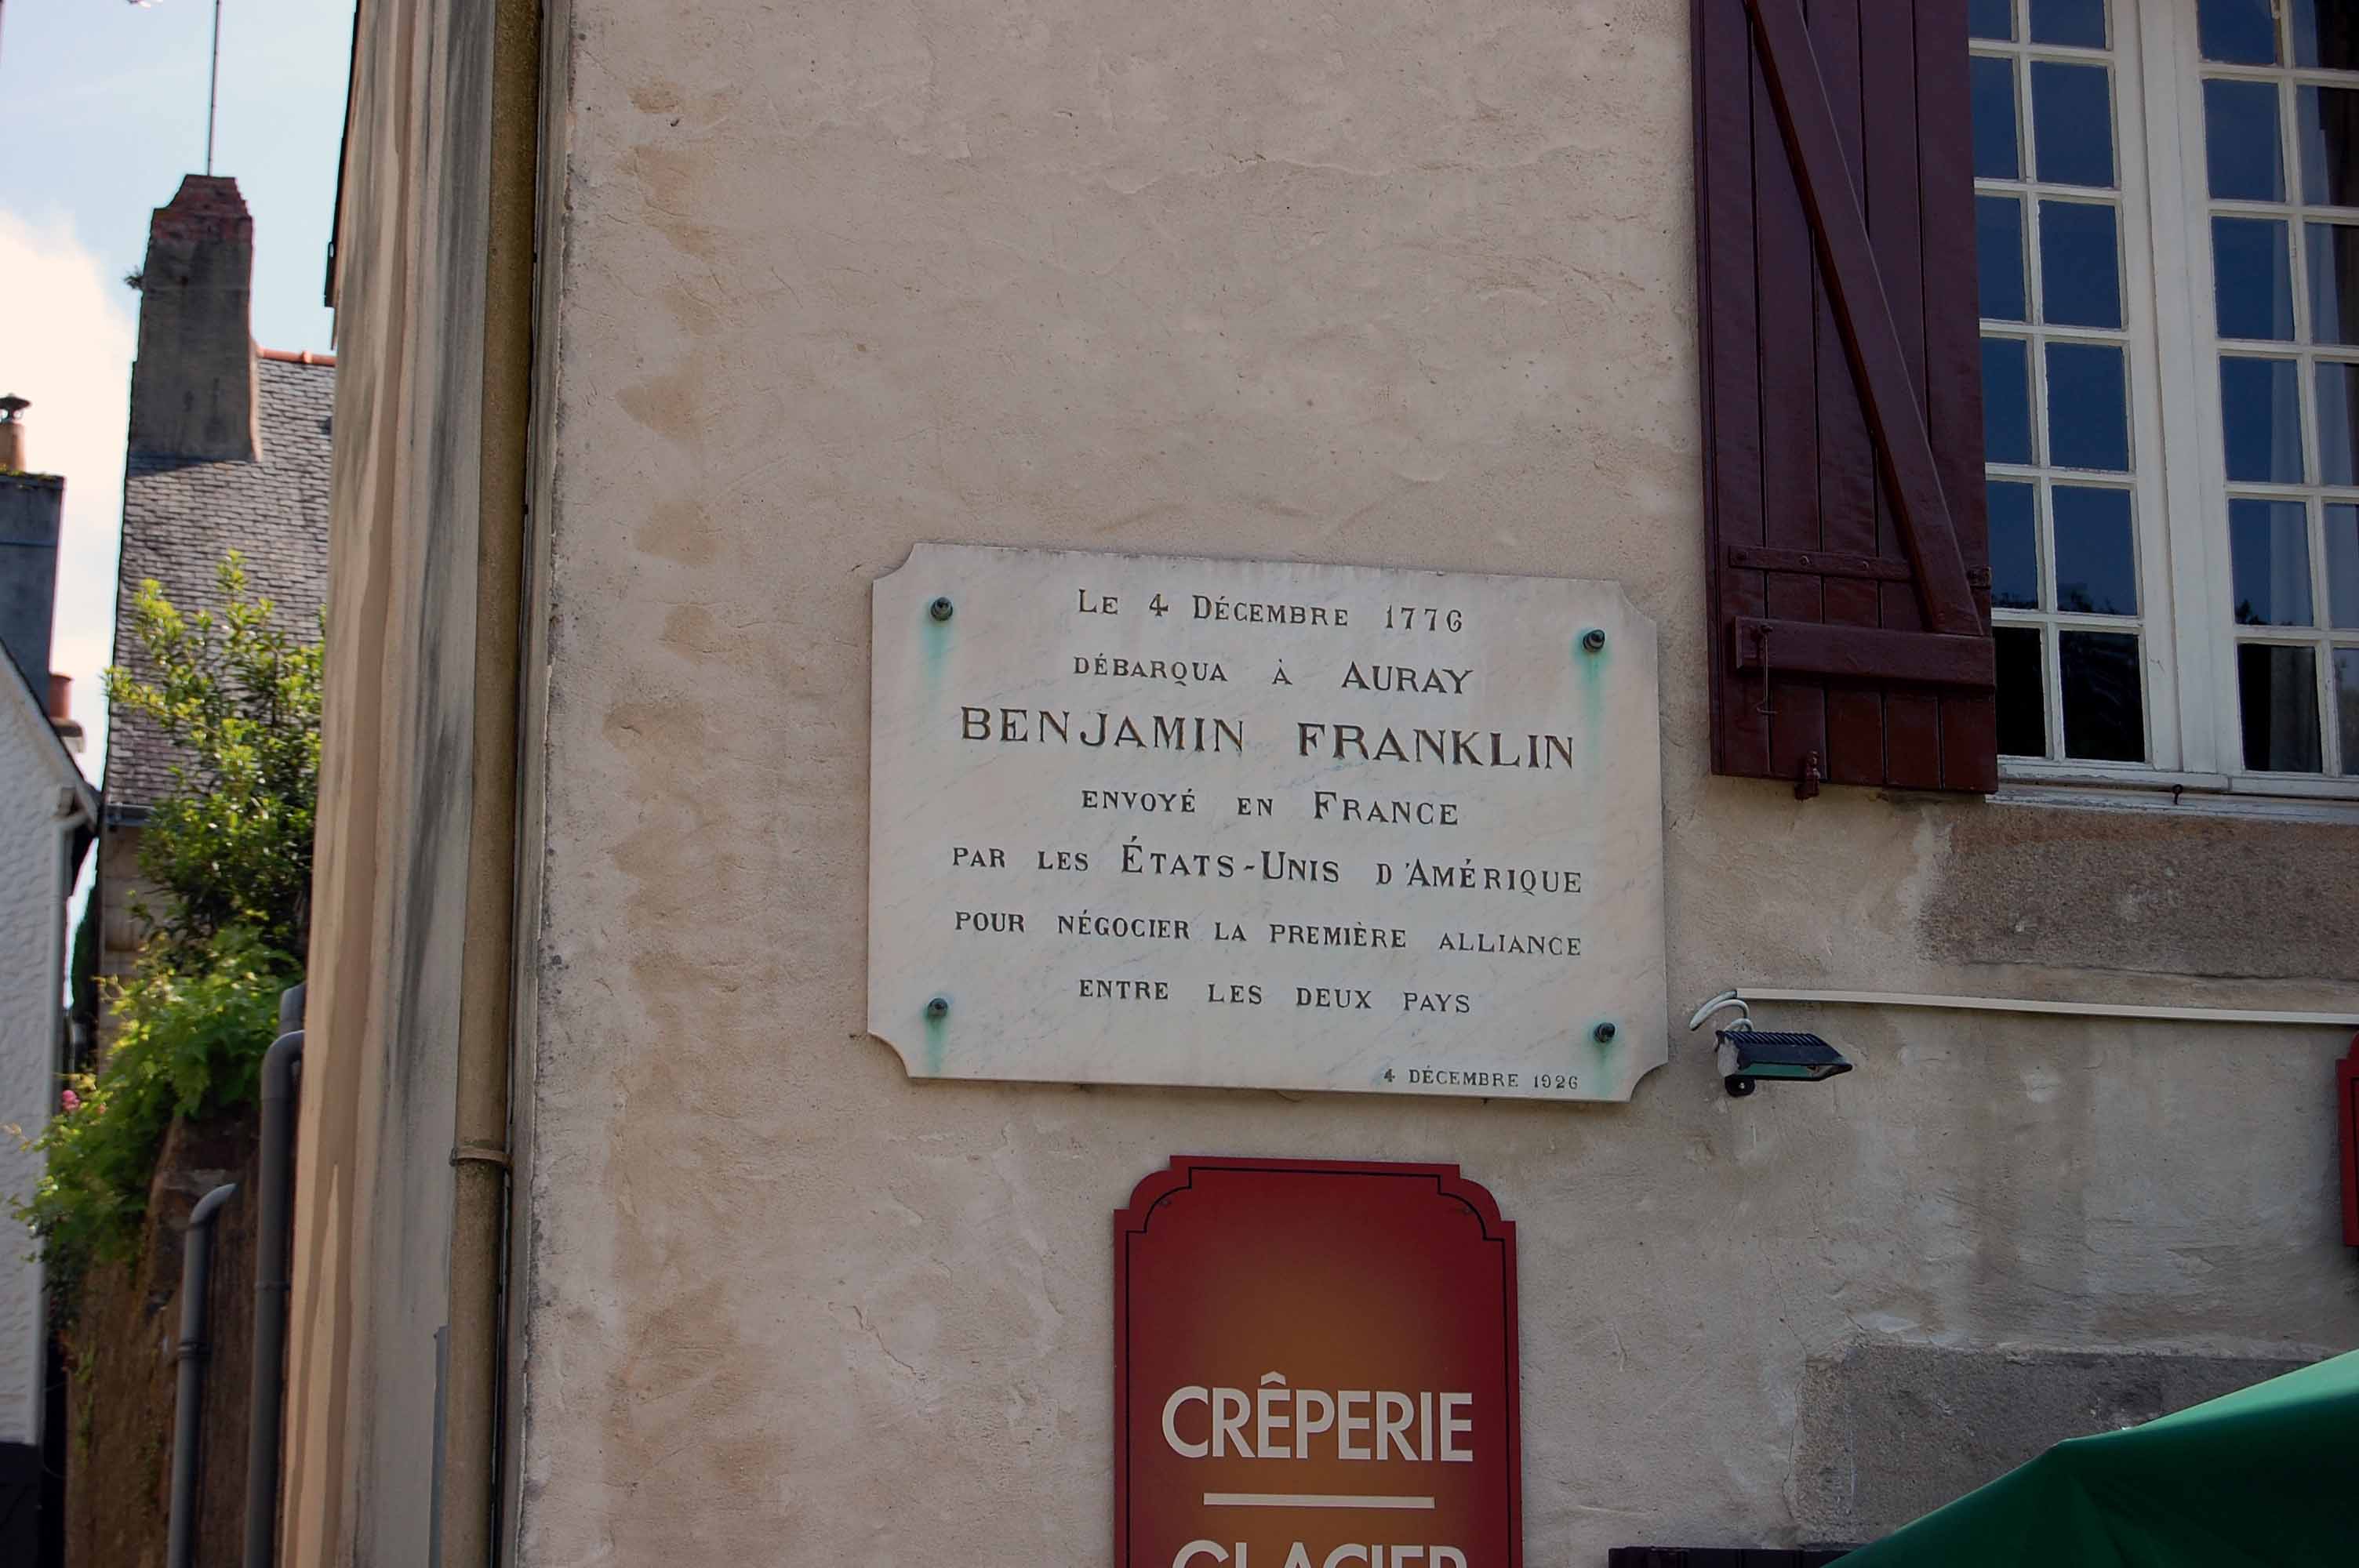 Le 4 Décembre 1776
débarqua à Auray
BENJAMIN FRANKLIN
envoyé en France
par les États-Unis d'Amérique
pour négocier la première alliance
entre les deux pays
4 décembre 1926
CRÊPERIE
GLACIER